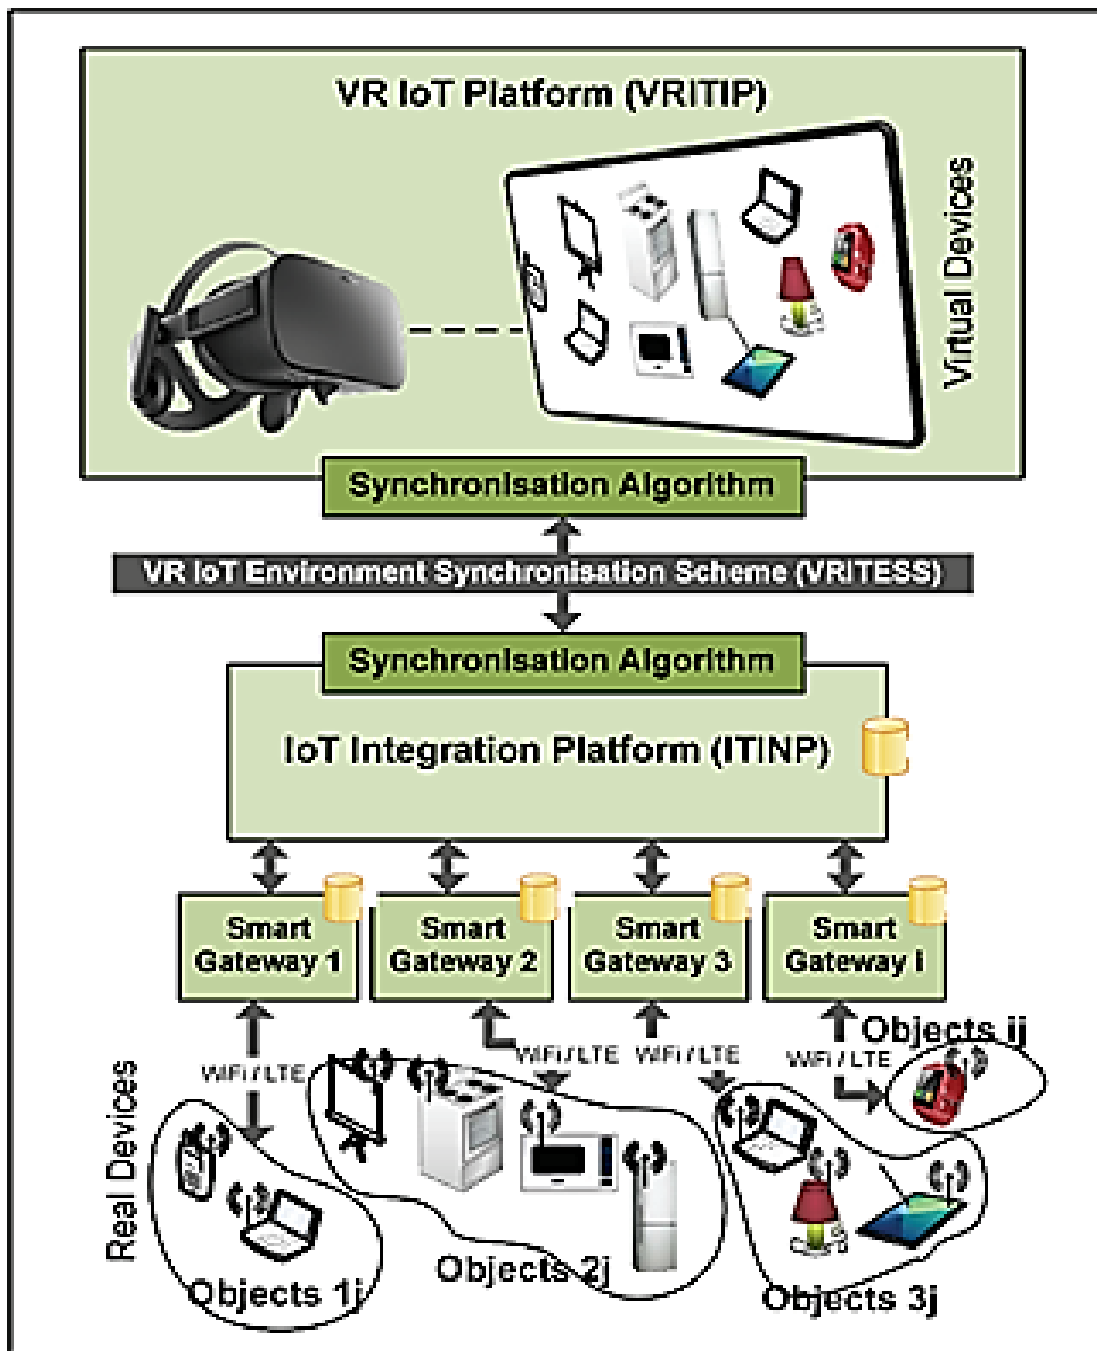 VR IoT Platform (VRITIP)
Virtual Devices
Synchronisation Algorithm
VR IoT Environment Synchronisation Scheme (VRITESS)
Synchronisation Algorithm
IoT Integration Platform (ITINP)
Smart
Gateway 1
Smart
Gateway 2
Smart
Gateway 3
Smart
Gateway i
WiFi / LTE
WiFi / LTE
WiFi / LTE
WiFi / LTE
Objects ij
Real Devices
Objects 1j
Objects 2j
Objects 3j